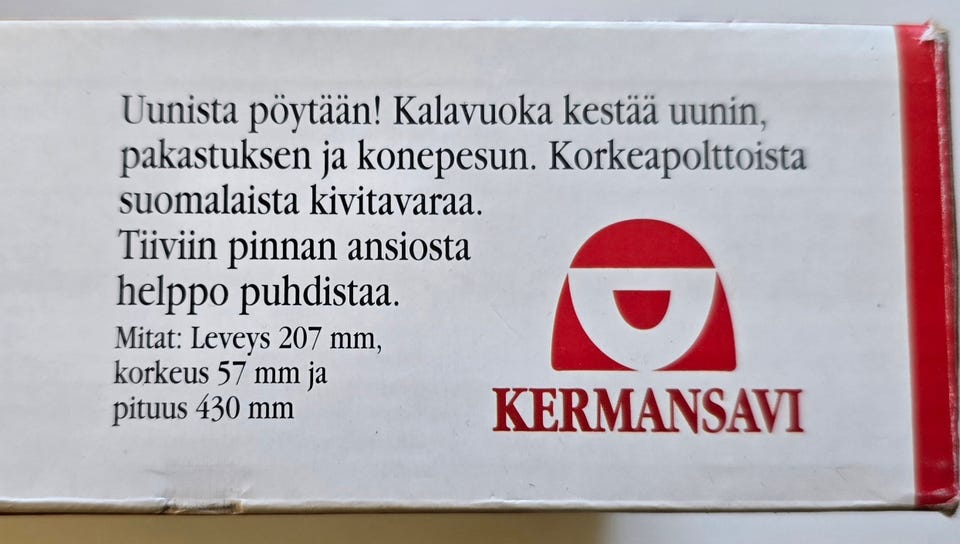 Uunista pöytään! Kalavuoka kestää uunin,
pakastuksen ja konepesun. Korkeapolttoista
suomalaista kivitavaraa.
Tiiviin pinnan ansiosta
helppo puhdistaa.
Mitat: Leveys 207 mm,
korkeus 57 mm ja
pituus 430 mm
KERMANSAVI